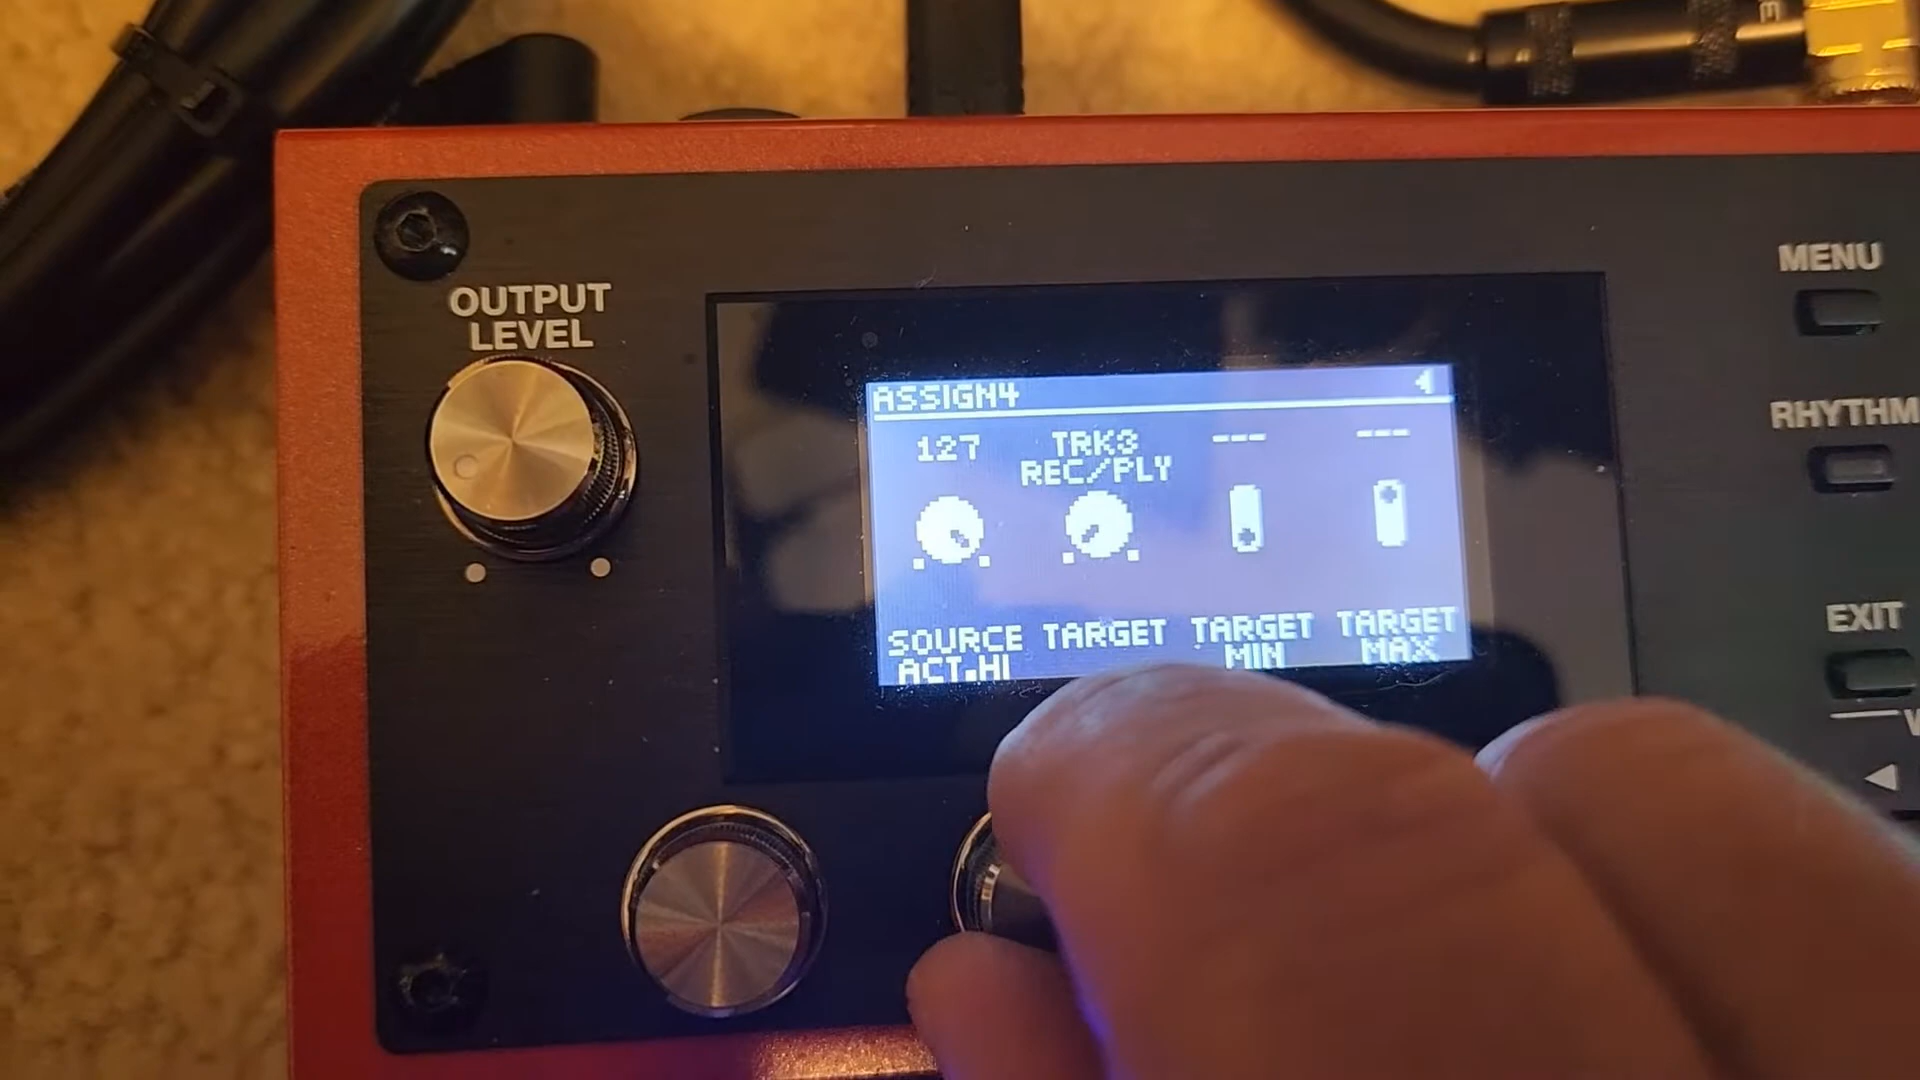 OUTPUT
LEVEL
ASSIGN4
127
TRK3
REC/PLY
---
---
SOURCE
ACT.HI
TARGET
TARGET
MIN
TARGET
MAX
MENU
RHYTHM
EXIT